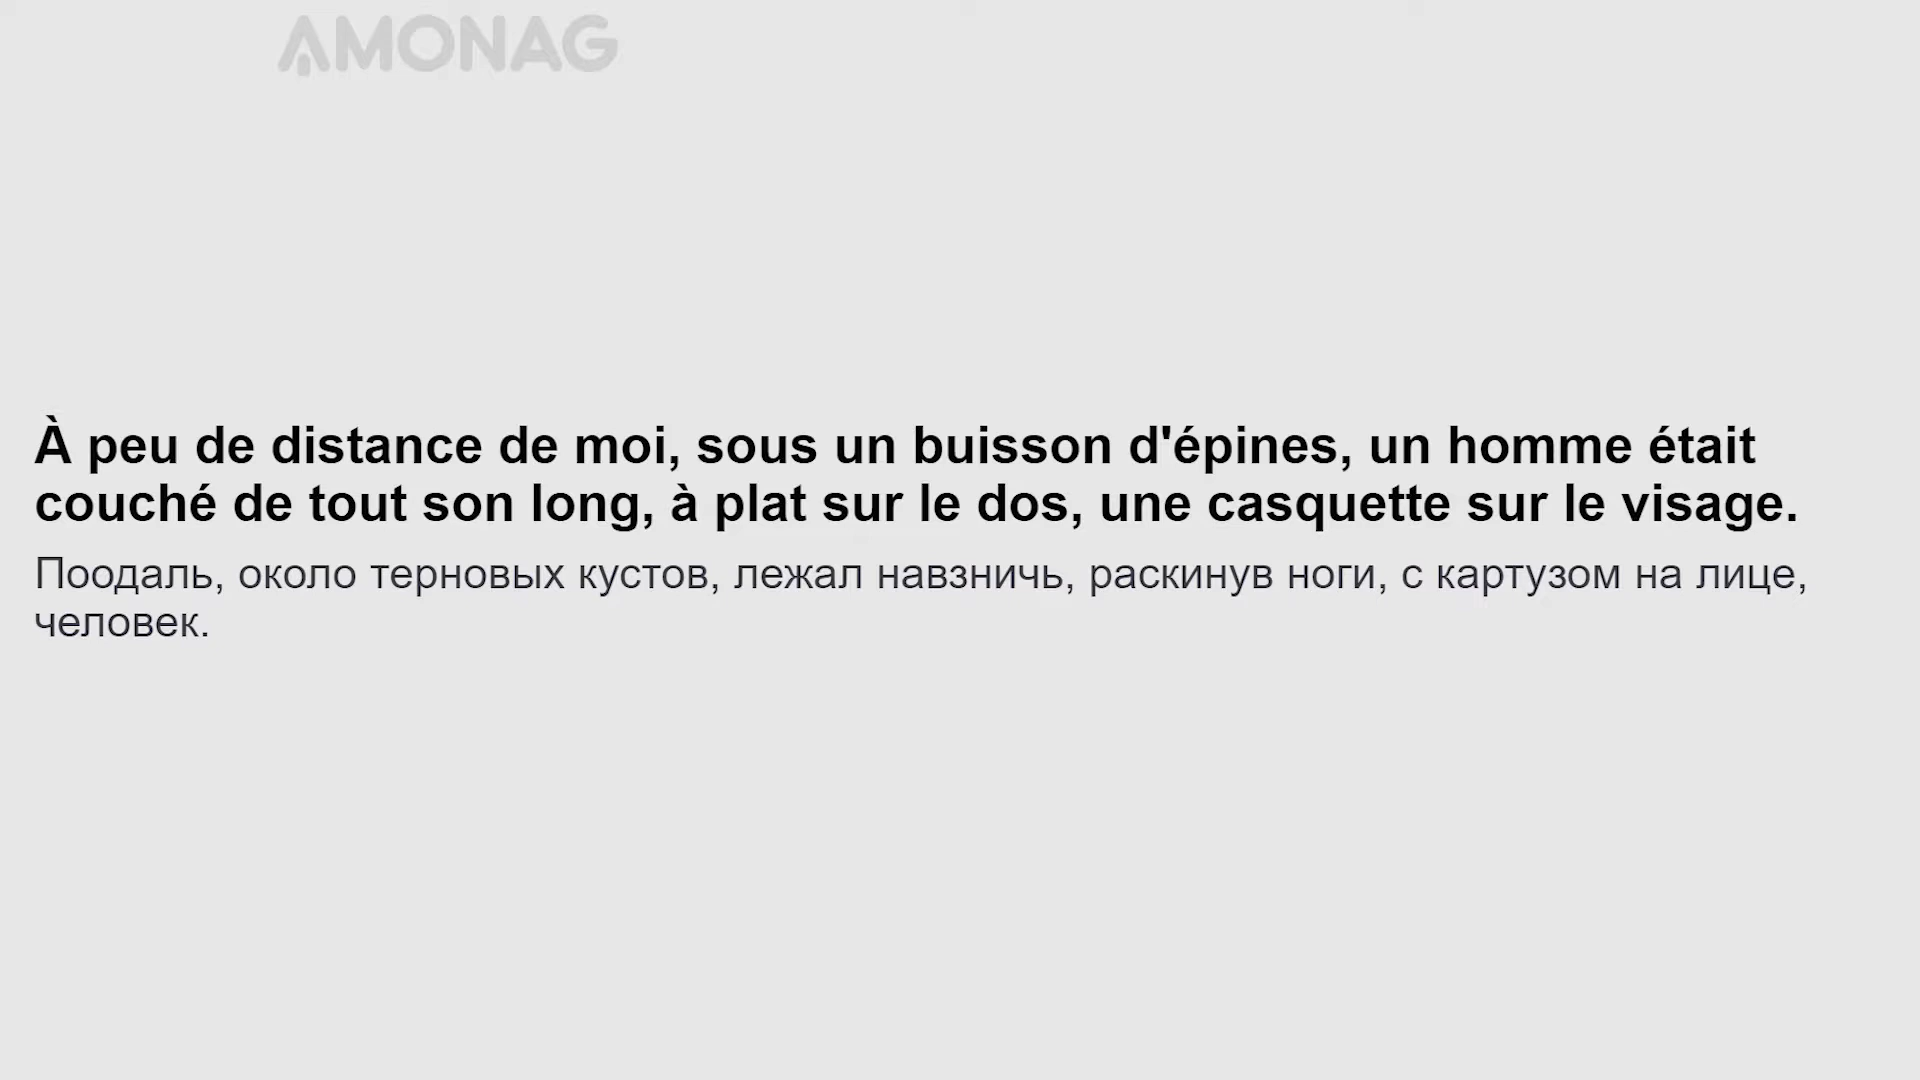 AMONAG
À peu de distance de moi, sous un buisson d'épines, un homme était
couché de tout son long, à plat sur le dos, une casquette sur le visage.
Поодаль, около терновых кустов, лежал навзничь, раскинув ноги, с картузом на лице,
человек.